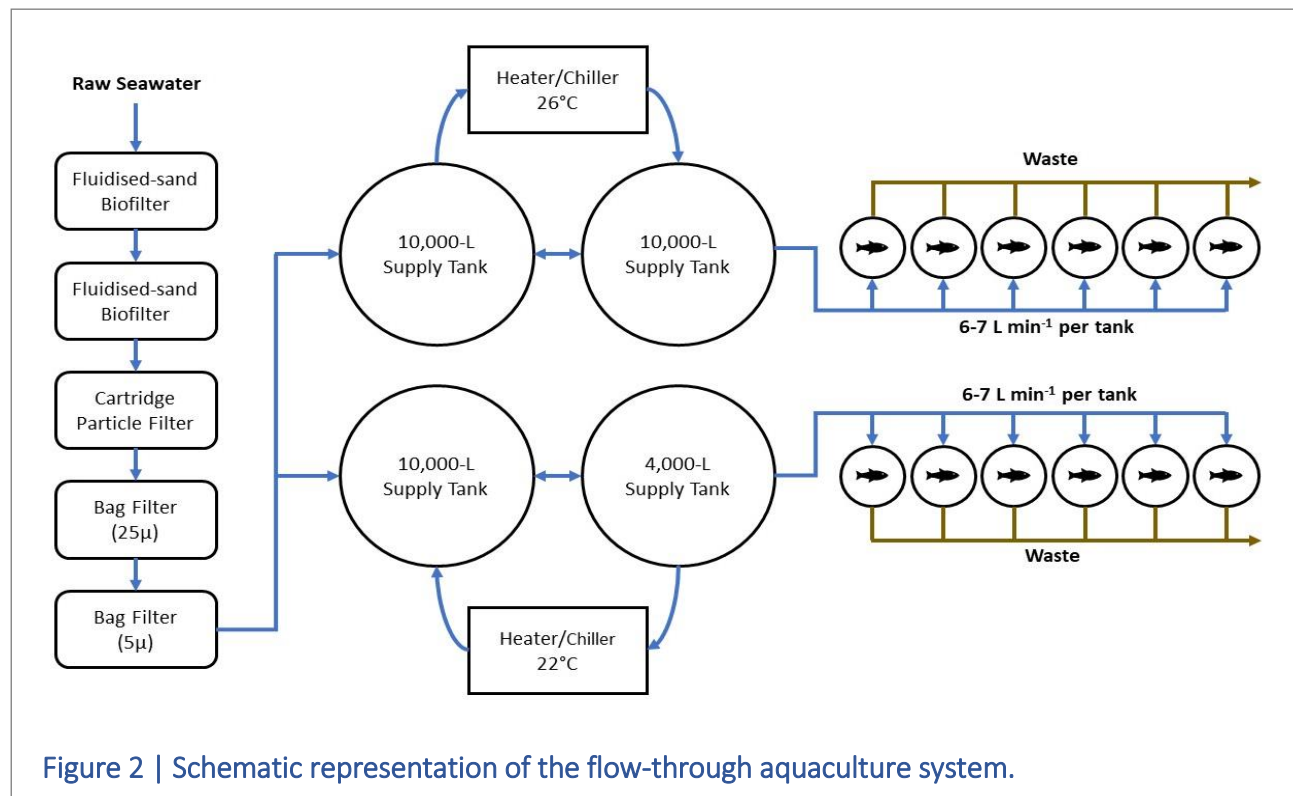 Raw Seawater
Fluidised-sand
Biofilter
Fluidised-sand
Biofilter
Cartridge
Particle Filter
Bag Filter
(25µ)
Bag Filter
(5µ)
Heater/Chiller
26°C
10,000-L
Supply Tank
10,000-L
Supply Tank
Waste
6-7 L min⁻¹ per tank
10,000-L
Supply Tank
4,000-L
Supply Tank
6-7 L min⁻¹ per tank
Waste
Heater/Chiller
22°C
Figure 2 | Schematic representation of the flow-through aquaculture system.